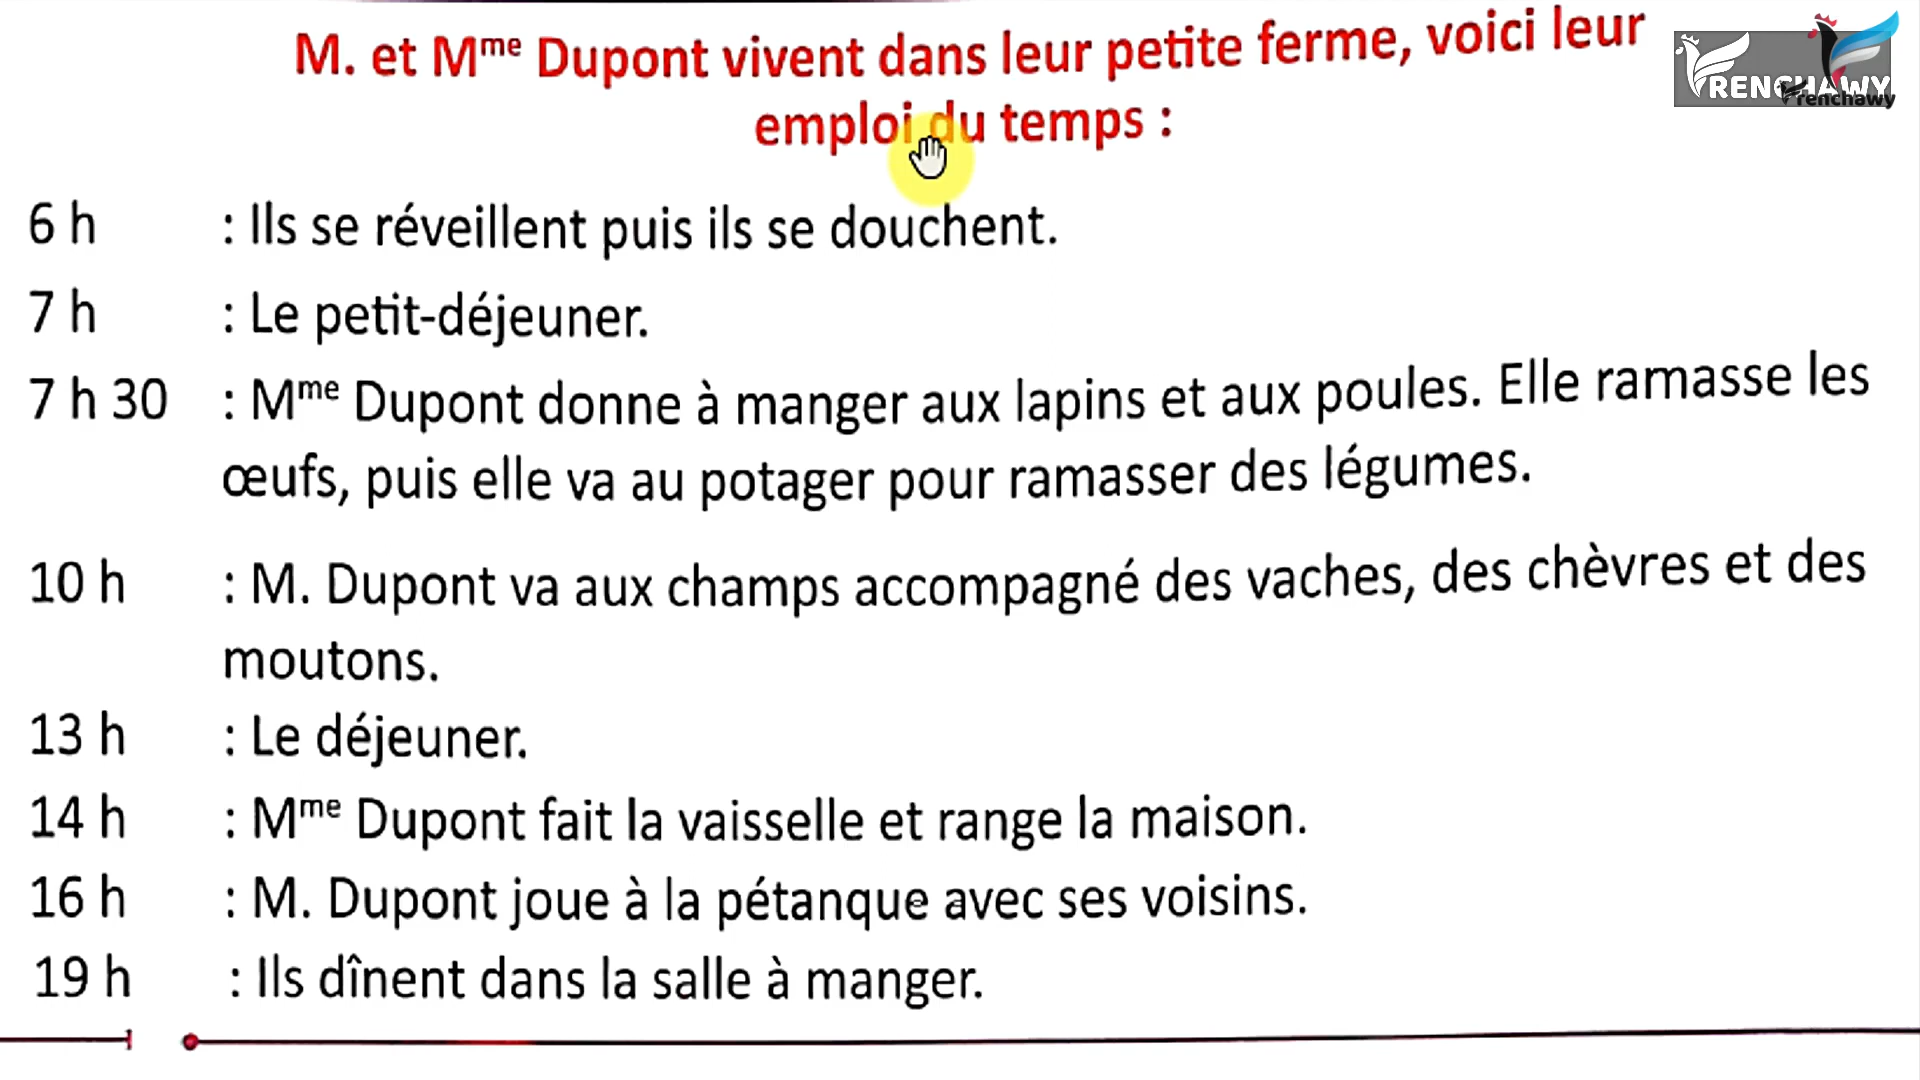 M. et Mme Dupont vivent dans leur petite ferme, voici leur
emploi du temps :
FRENCHAWY
Frenchawy
6 h : Ils se réveillent puis ils se douchent.
7 h : Le petit-déjeuner.
7 h 30 : Mme Dupont donne à manger aux lapins et aux poules. Elle ramasse les
œufs, puis elle va au potager pour ramasser des légumes.
10 h : M. Dupont va aux champs accompagné des vaches, des chèvres et des
moutons.
13 h : Le déjeuner.
14 h : Mme Dupont fait la vaisselle et range la maison.
16 h : M. Dupont joue à la pétanque avec ses voisins.
19 h : Ils dînent dans la salle à manger.